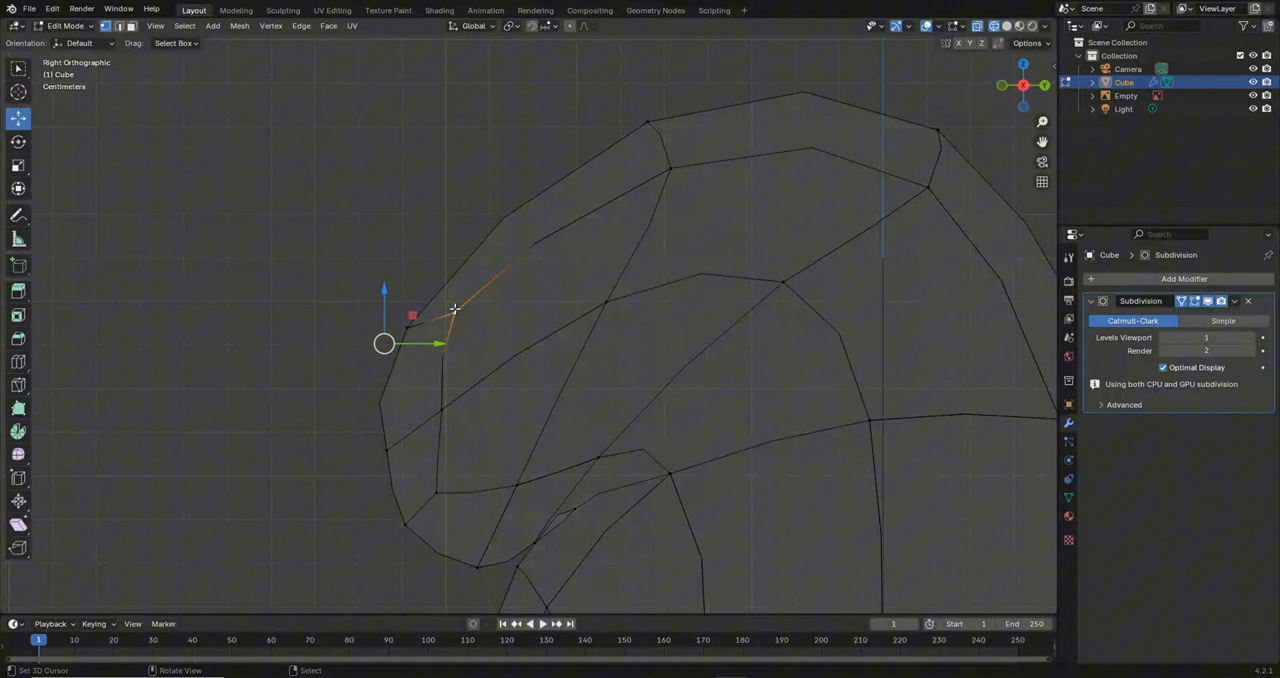 File Edit Render Window Help Layout Modeling Sculpting UV Editing Texture Paint Shading Animation Rendering Compositing Geometry Nodes Scripting Scene ViewLayer
Edit Mode View Select Add Mesh Vertex Edge Face UV Global Search
Orientation: Default Drag: Select Box X Y Z Options
Right Orthographic
(1) Cube
Centimeters
Z
X
Y
Scene Collection
Collection
Camera
Cube
Empty
Light
Search
Cube Subdivision
Add Modifier
Subdivision
Catmull-Clark Simple
Levels Viewport 1
Render 2
Optimal Display
Using both CPU and GPU subdivision
Advanced
Playback Keying View Marker 1 Start 1 End 250
1 10 20 30 40 50 60 70 80 90 100 110 120 130 140 150 160 170 180 190 200 210 220 230 240 250
Set 3D Cursor Rotate View Select 4.2.1